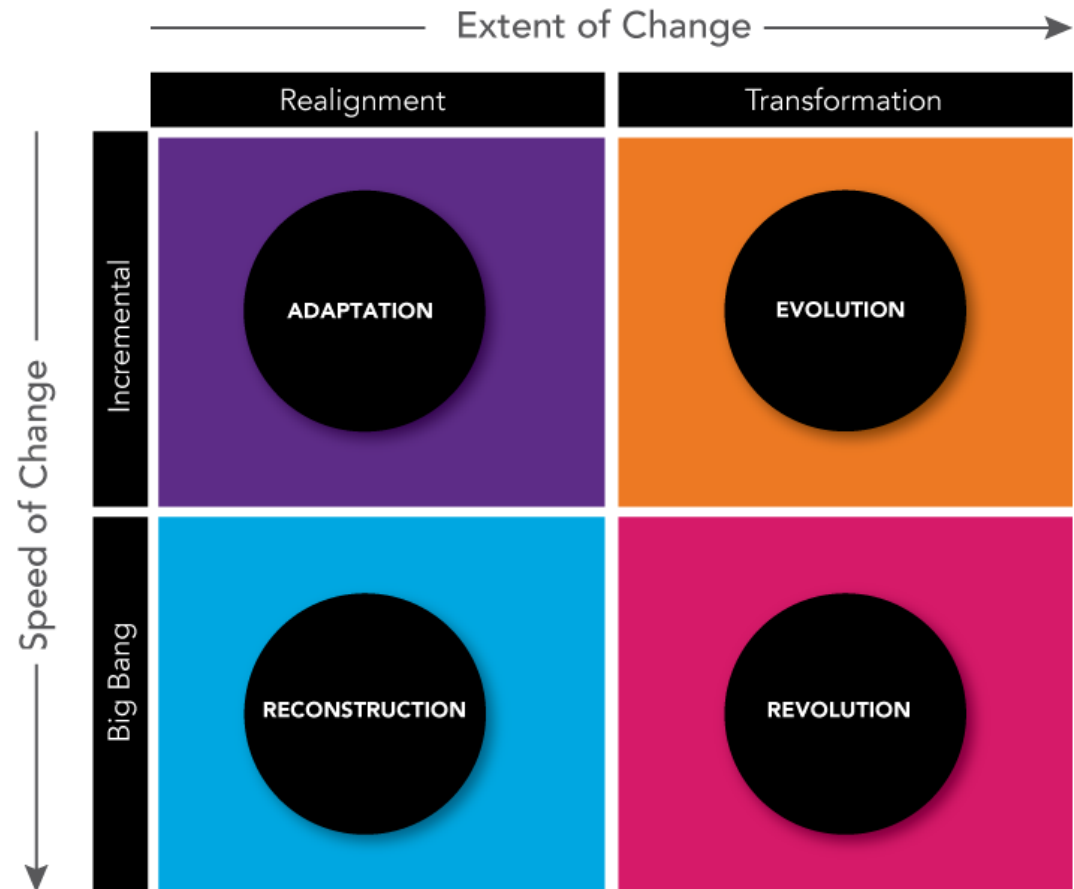 Extent of Change
Realignment
Transformation
Speed of Change
Incremental
ADAPTATION
EVOLUTION
Big Bang
RECONSTRUCTION
REVOLUTION